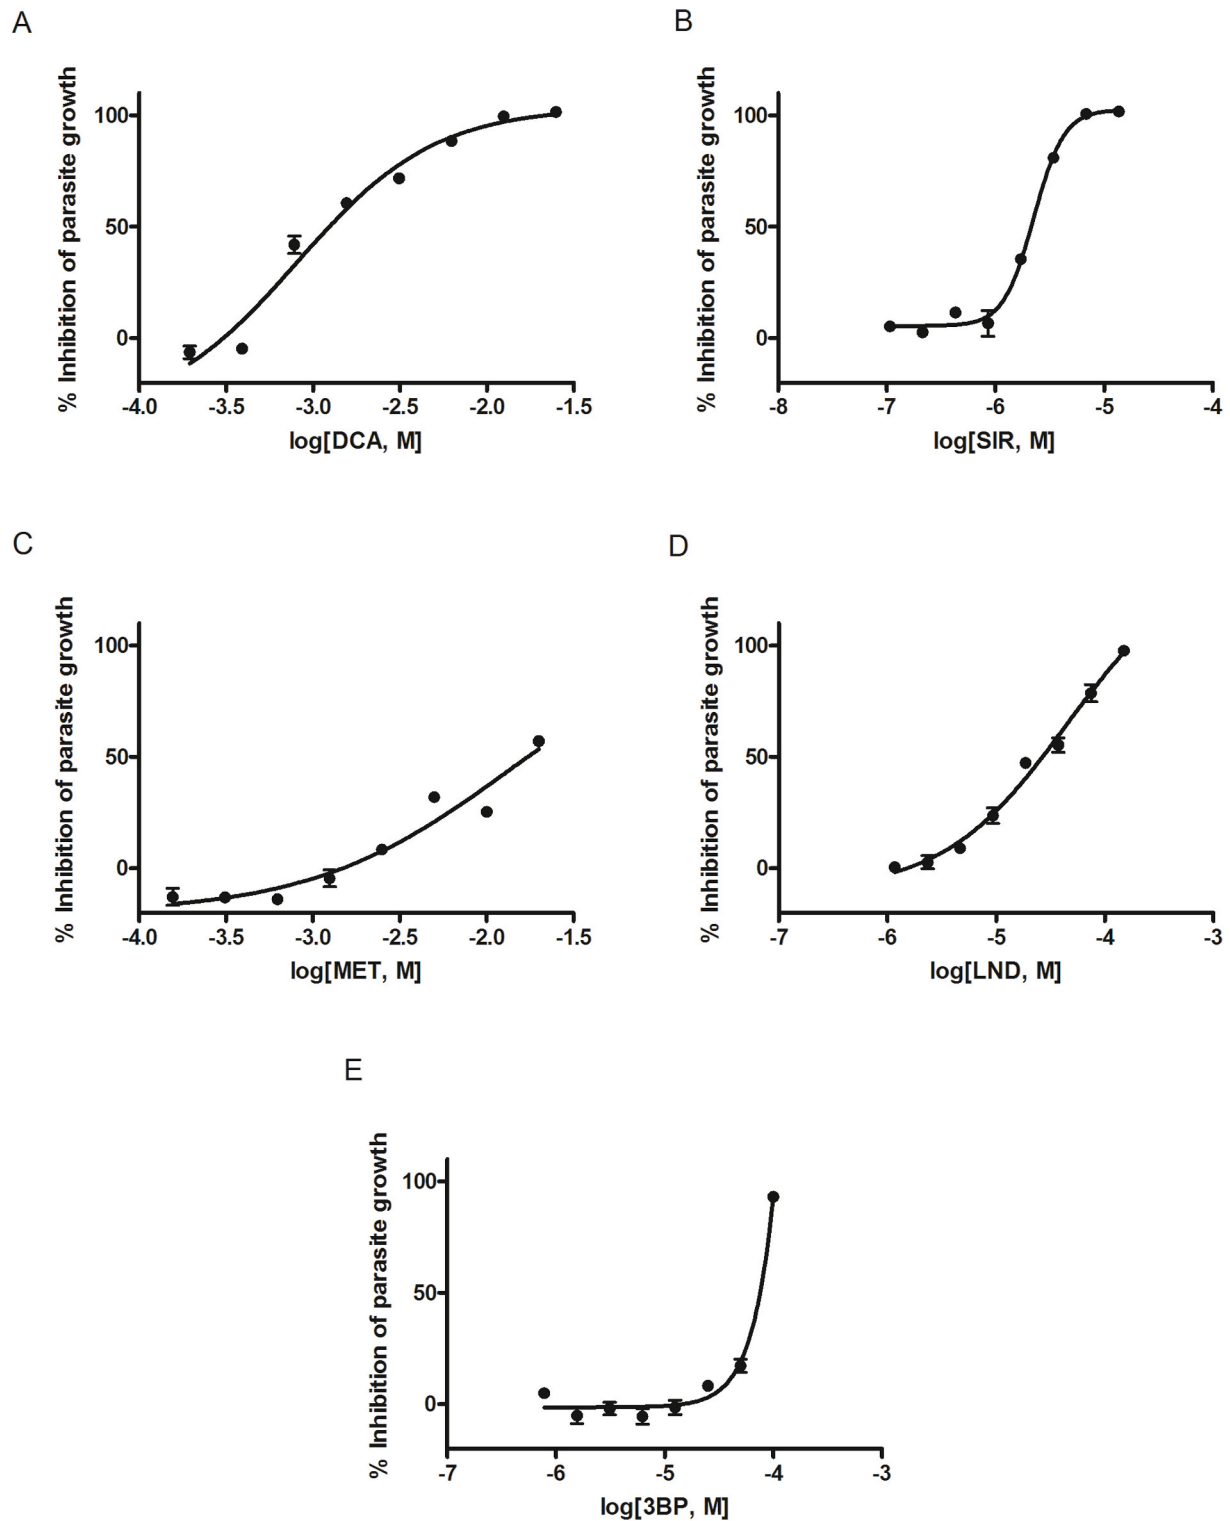 A
% Inhibition of parasite growth
100
50
0
-4.0 -3.5 -3.0 -2.5 -2.0 -1.5
log[DCA, M]
B
% Inhibition of parasite growth
100
50
0
-8 -7 -6 -5 -4
log[SIR, M]
C
% Inhibition of parasite growth
100
50
0
-4.0 -3.5 -3.0 -2.5 -2.0 -1.5
log[MET, M]
D
% Inhibition of parasite growth
100
50
0
-7 -6 -5 -4 -3
log[LND, M]
E
% Inhibition of parasite growth
100
50
0
-7 -6 -5 -4 -3
log[3BP, M]